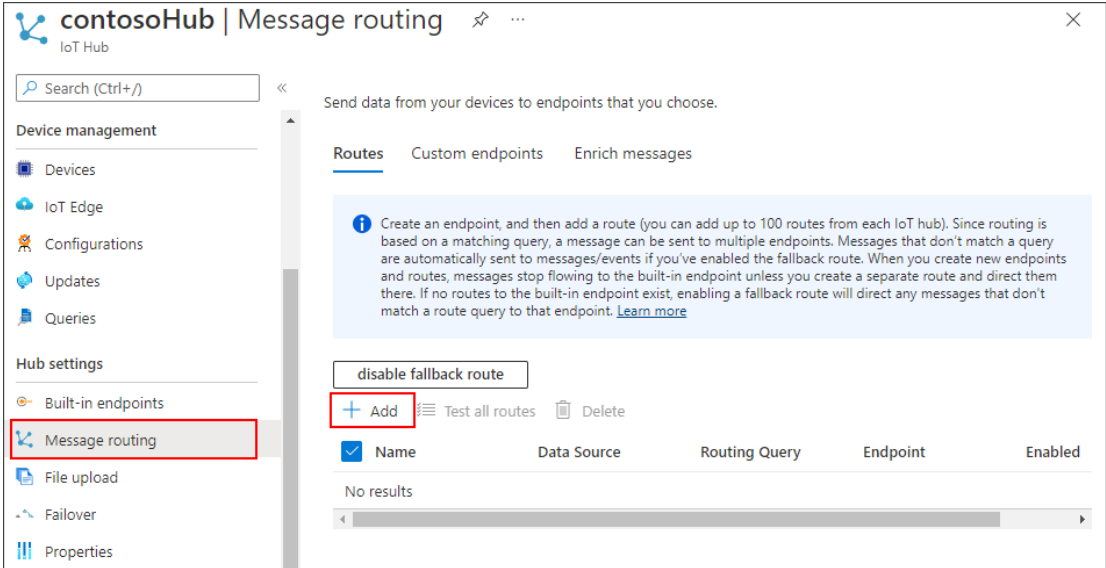 contosoHub | Message routing
IoT Hub
Search (Ctrl+/)
Device management
Devices
IoT Edge
Configurations
Updates
Queries
Hub settings
Built-in endpoints
Message routing
File upload
Failover
Properties
Send data from your devices to endpoints that you choose.
Routes Custom endpoints Enrich messages
Create an endpoint, and then add a route (you can add up to 100 routes from each IoT hub). Since routing is
based on a matching query, a message can be sent to multiple endpoints. Messages that don't match a query
are automatically sent to messages/events if you've enabled the fallback route. When you create new endpoints
and routes, messages stop flowing to the built-in endpoint unless you create a separate route and direct them
there. If no routes to the built-in endpoint exist, enabling a fallback route will direct any messages that don't
match a route query to that endpoint. Learn more
disable fallback route
Add Test all routes Delete
Name Data Source Routing Query Endpoint Enabled
No results